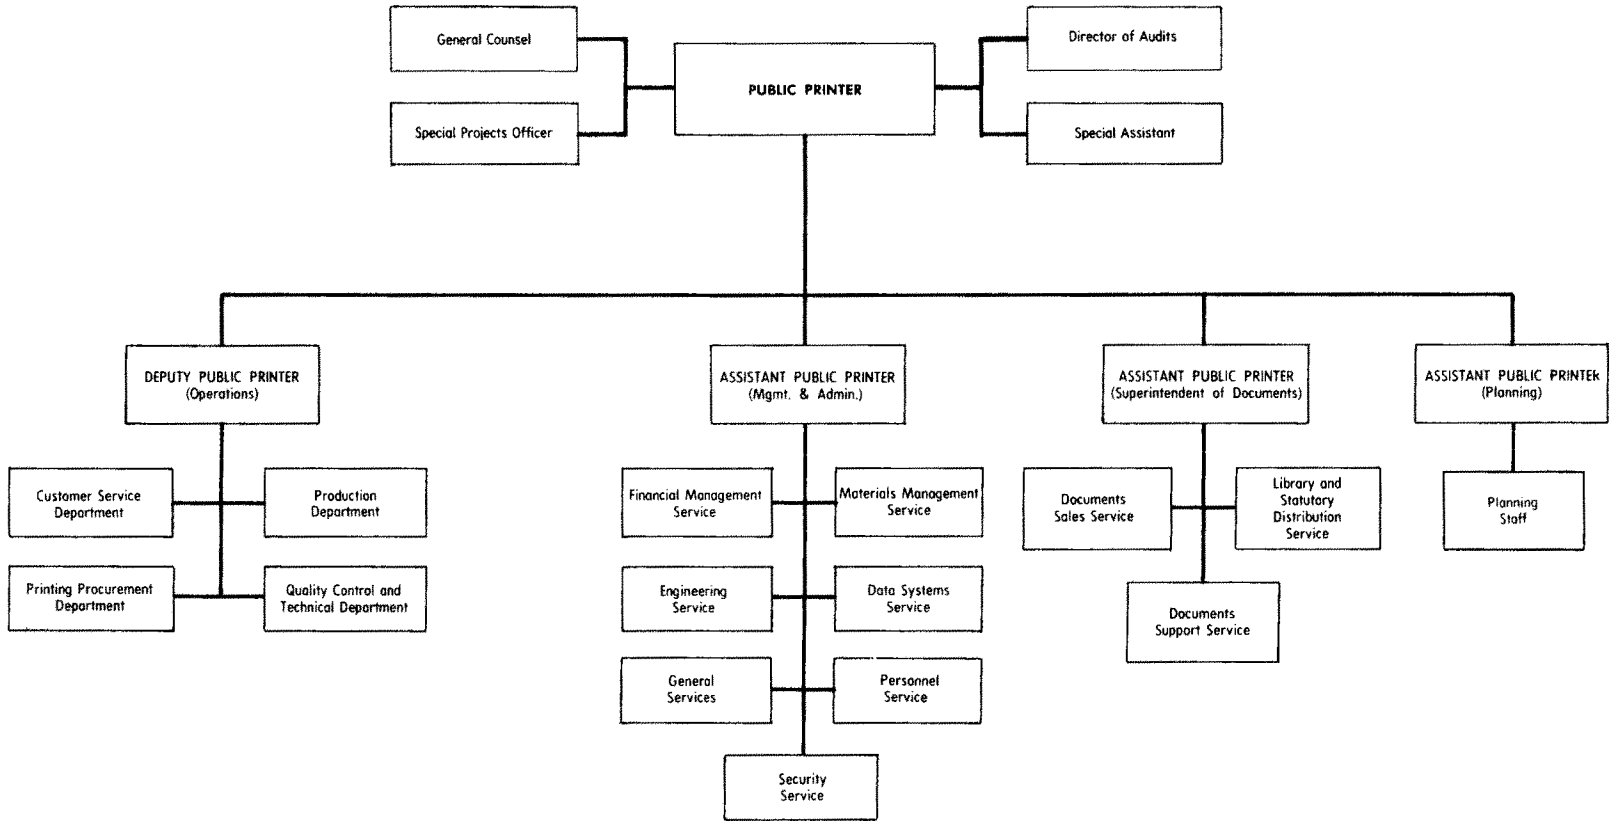 General Counsel
Director of Audits
PUBLIC PRINTER
Special Projects Officer
Special Assistant
DEPUTY PUBLIC PRINTER
(Operations)
ASSISTANT PUBLIC PRINTER
(Mgmt. & Admin.)
ASSISTANT PUBLIC PRINTER
(Superintendent of Documents)
ASSISTANT PUBLIC PRINTER
(Planning)
Customer Service
Department
Production
Department
Printing Procurement
Department
Quality Control and
Technical Department
Financial Management
Service
Materials Management
Service
Engineering
Service
Data Systems
Service
General
Services
Personnel
Service
Security
Service
Documents
Sales Service
Library and
Statutary
Distribution
Service
Documents
Support Service
Planning
Staff